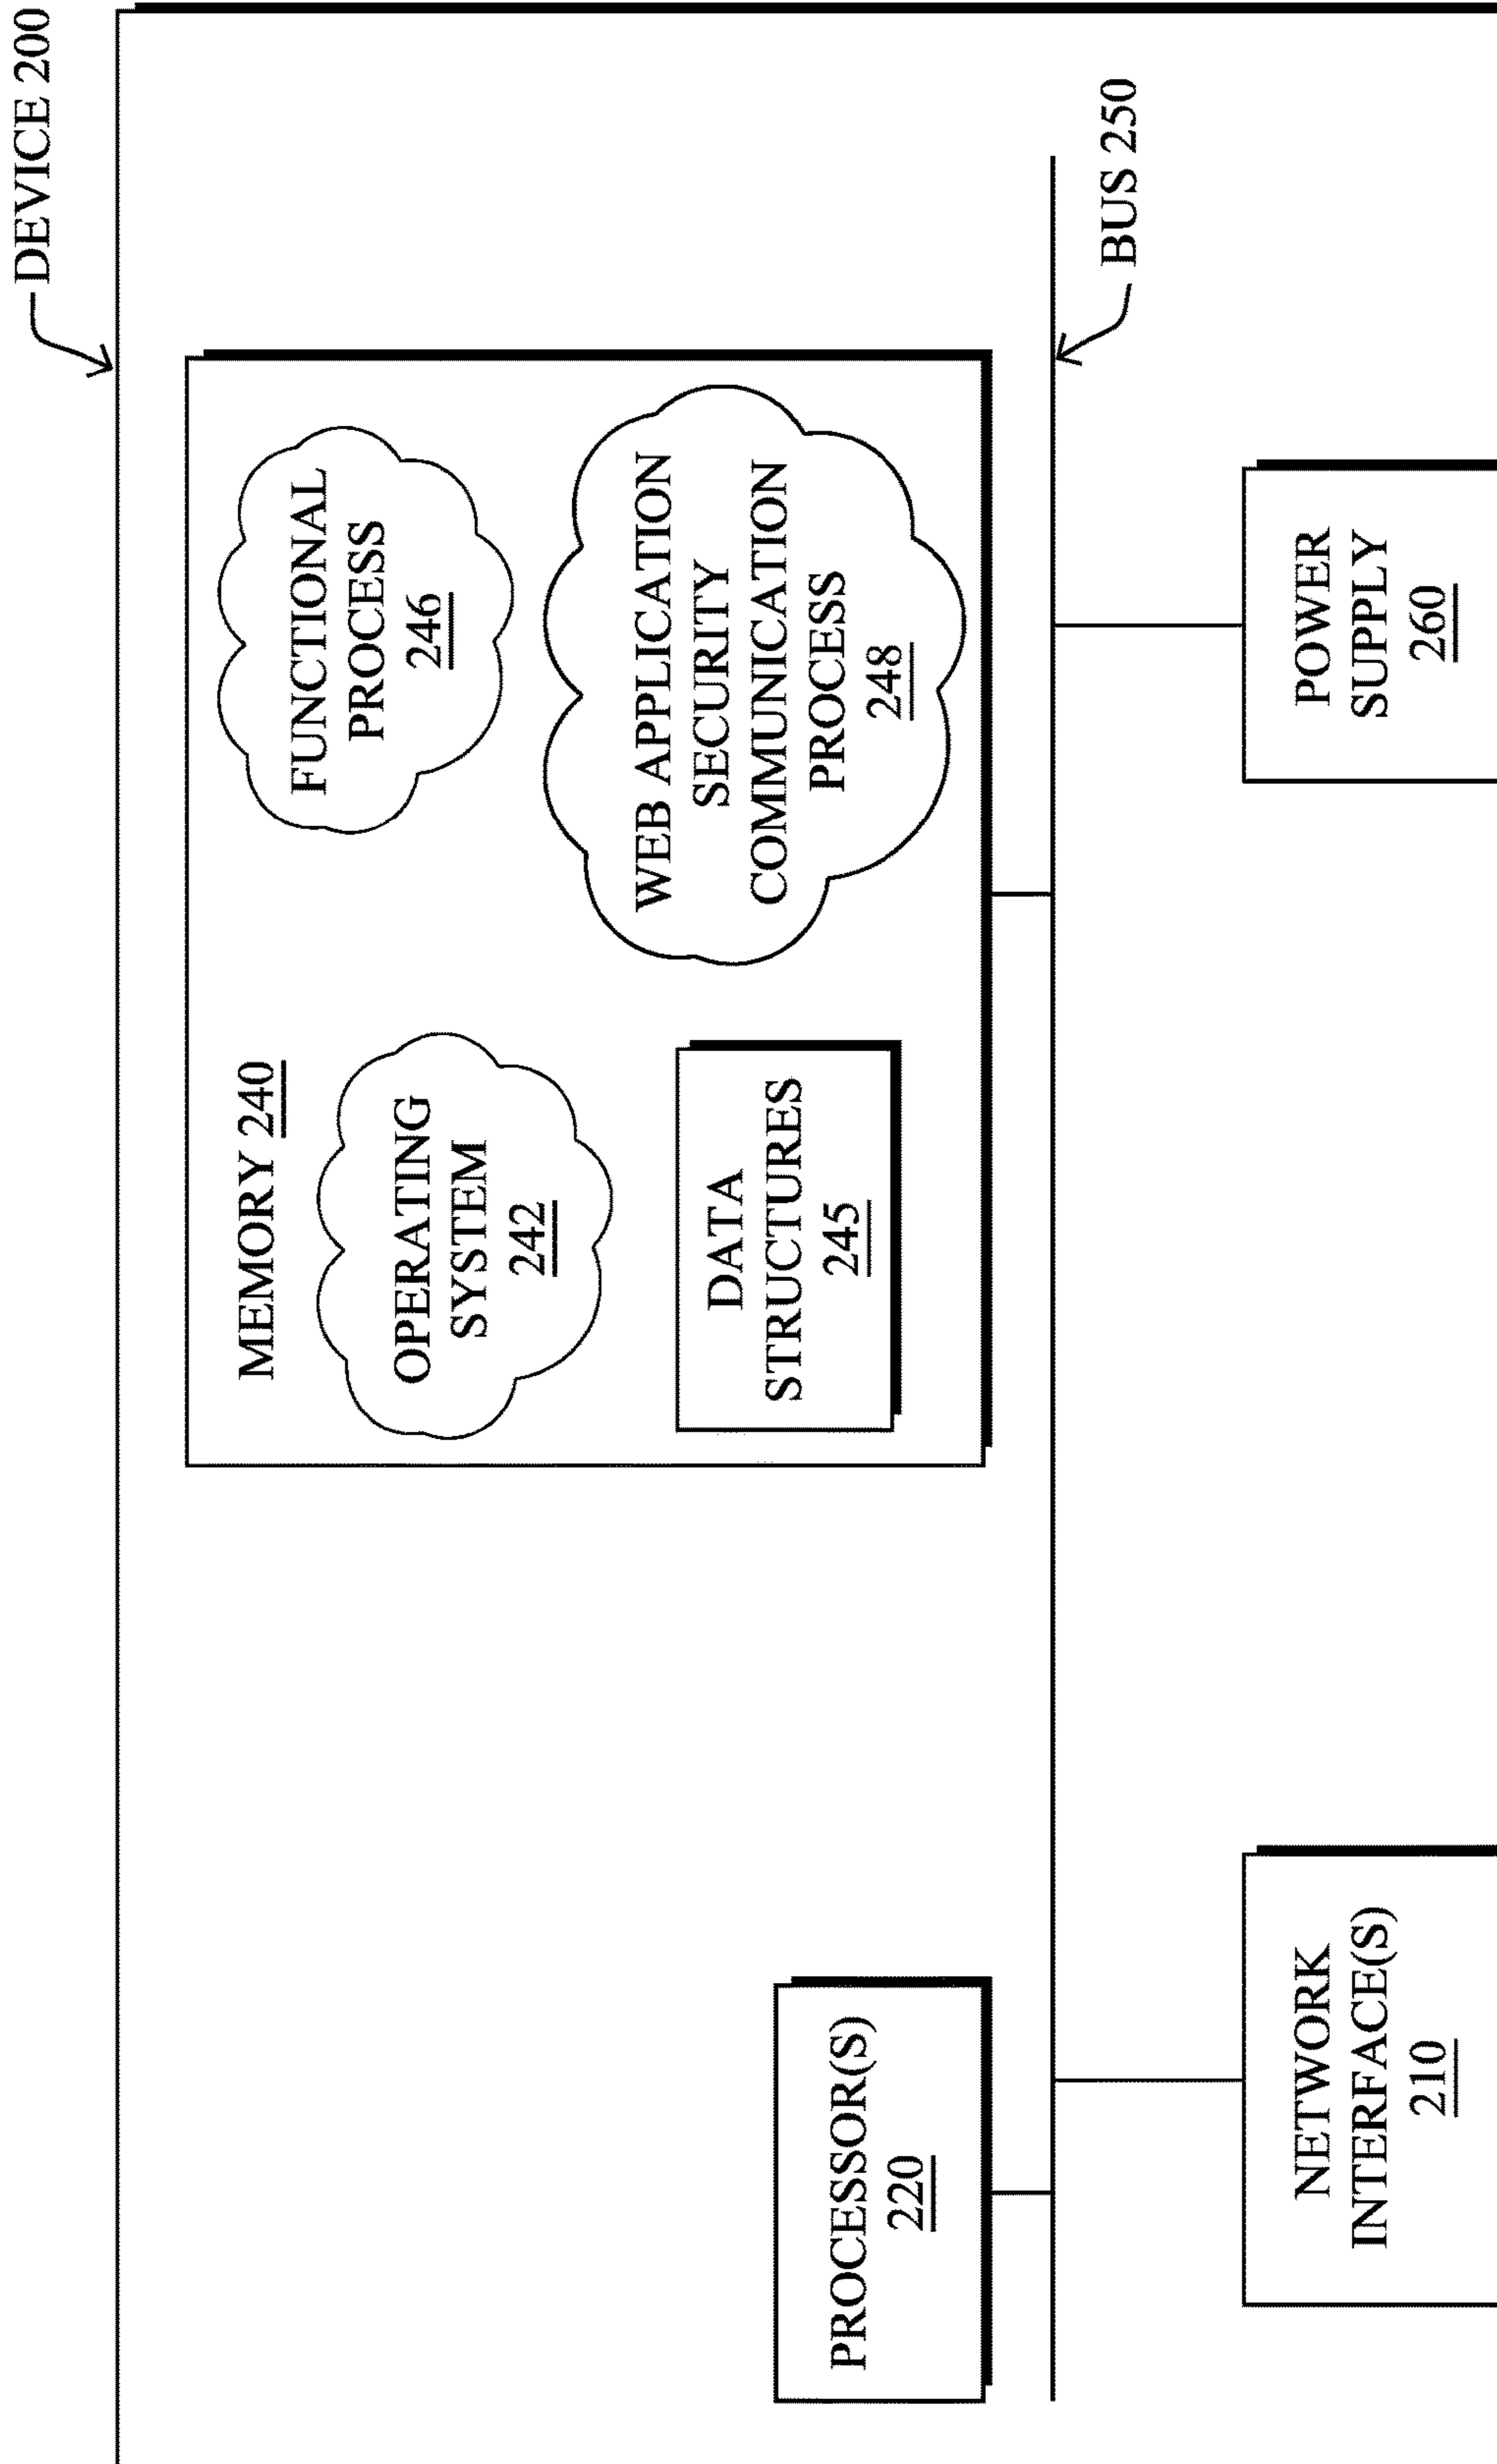 DEVICE 200
MEMORY 240
OPERATING
SYSTEM
242
DATA
STRUCTURES
245
FUNCTIONAL
PROCESS
246
WEB APPLICATION
SECURITY
COMMUNICATION
PROCESS
248
PROCESSOR(S)
220
BUS 250
NETWORK
INTERFACE(S)
210
POWER
SUPPLY
260